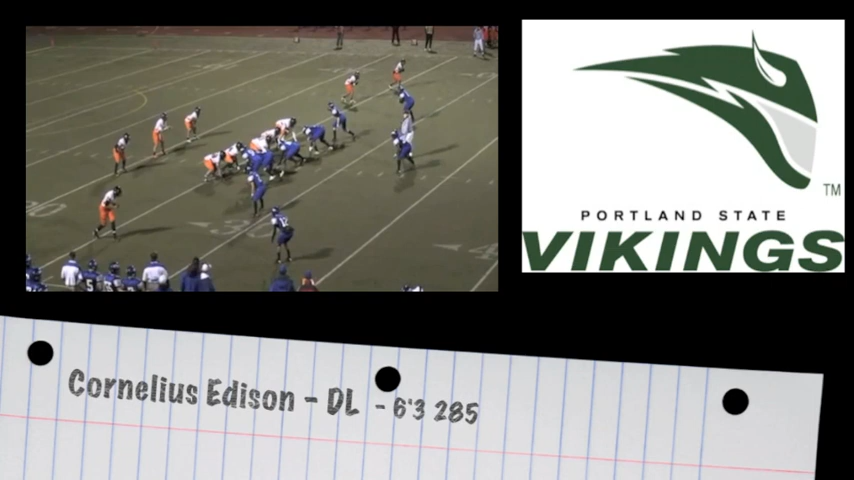 PORTLAND STATE
VIKINGS
TM
Cornelius Edison - DL - 6'3 285